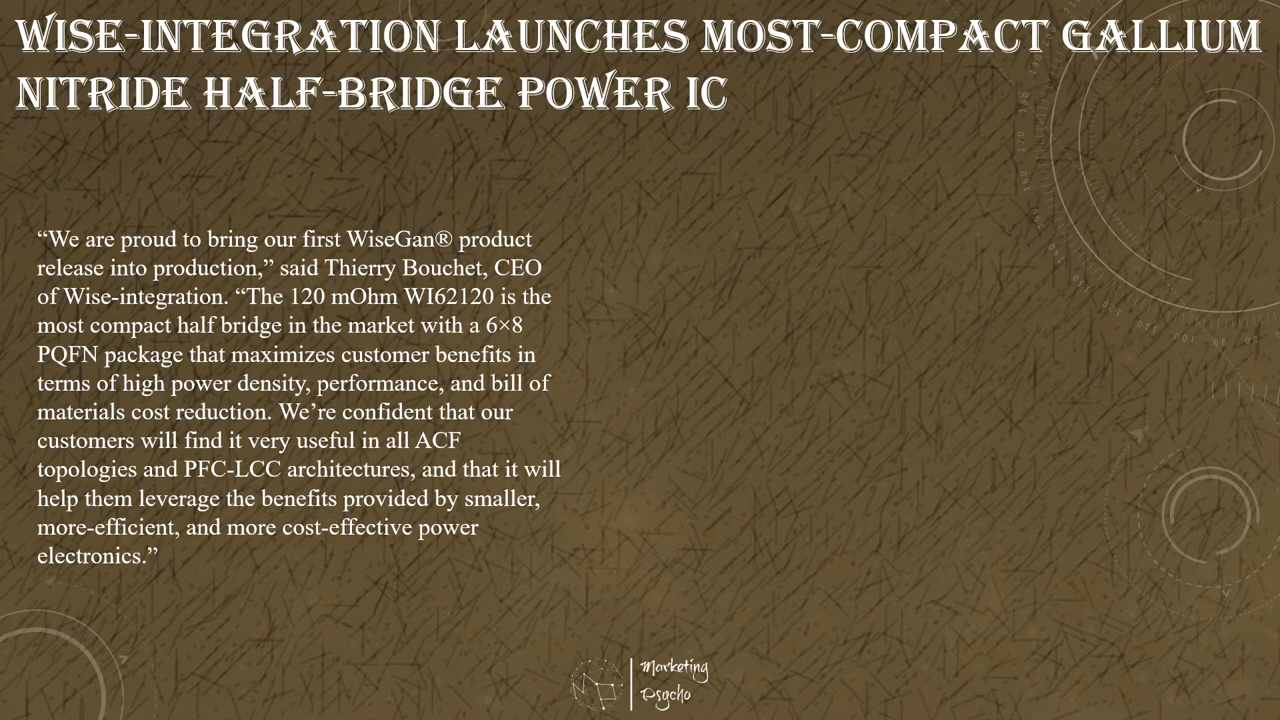 WISE-INTEGRATION LAUNCHES MOST-COMPACT GALLIUM
NITRIDE HALF-BRIDGE POWER IC
“We are proud to bring our first WiseGan® product
release into production,” said Thierry Bouchet, CEO
of Wise-integration. “The 120 mOhm WI62120 is the
most compact half bridge in the market with a 6×8
PQFN package that maximizes customer benefits in
terms of high power density, performance, and bill of
materials cost reduction. We’re confident that our
customers will find it very useful in all ACF
topologies and PFC-LCC architectures, and that it will
help them leverage the benefits provided by smaller,
more-efficient, and more cost-effective power
electronics.”
Marketing
Psycho